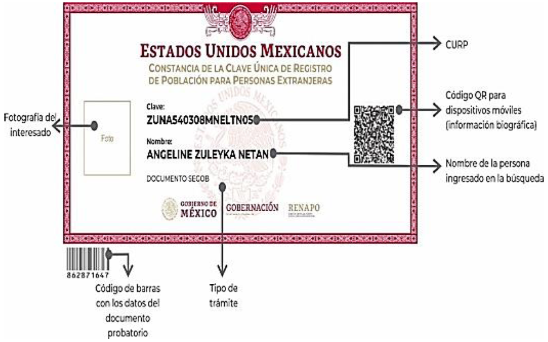 ESTADOS UNIDOS MEXICANOS
CONSTANCIA DE LA CLAVE ÚNICA DE REGISTRO
DE POBLACIÓN PARA PERSONAS EXTRANJERAS
Clave:
ZUNA540308MNELTN05
Nombre:
ANGELINE ZULEYKA NETAN
DOCUMENTO SEGOB
Foto
GOBIERNO DE
MÉXICO
GOBERNACIÓN
RENAPO
862871647
Fotografía del
interesado
CURP
Código QR para
dispositivos móviles
(información biográfica)
Nombre de la persona
ingresado en la búsqueda
Código de barras
con los datos del
documento
probatorio
Tipo de
trámite